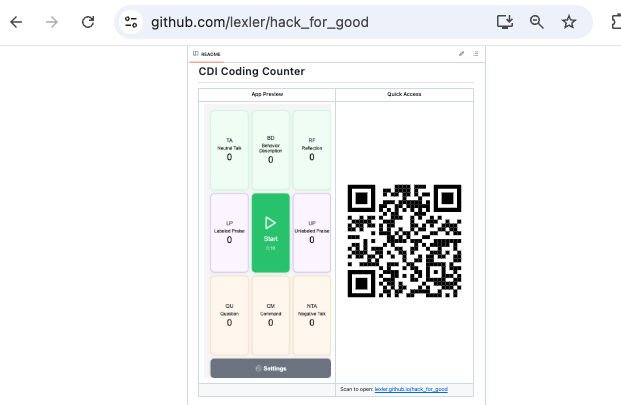 github.com/lexler/hack_for_good
README
CDI Coding Counter
App Preview
Quick Access
TA
Neutral Talk
0
BD
Behavior
Description
0
RF
Reflection
0
LP
Labeled Praise
0
Start
UP
Unlabeled Praise
0
QU
Question
0
CM
Command
0
NTA
Negative Talk
0
Settings
Scan to open: lexler.github.io/hack_for_good